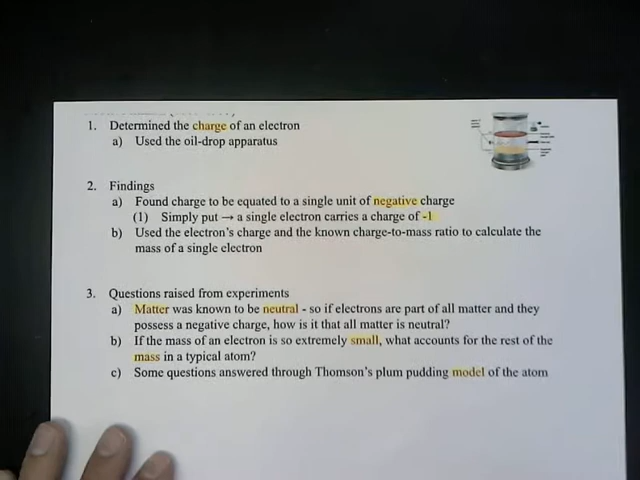 1. Determined the charge of an electron
a) Used the oil-drop apparatus
2. Findings
a) Found charge to be equated to a single unit of negative charge
(1) Simply put → a single electron carries a charge of -1
b) Used the electron's charge and the known charge-to-mass ratio to calculate the
mass of a single electron
3. Questions raised from experiments
a) Matter was known to be neutral - so if electrons are part of all matter and they
possess a negative charge, how is it that all matter is neutral?
b) If the mass of an electron is so extremely small, what accounts for the rest of the
mass in a typical atom?
c) Some questions answered through Thomson's plum pudding model of the atom